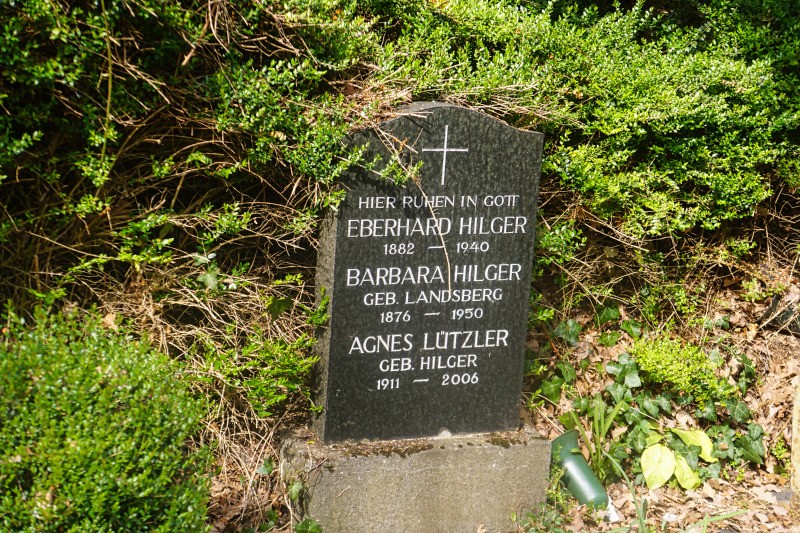 HIER RUHEN IN GOTT
EBERHARD HILGER
1882 — 1940
BARBARA HILGER
GEB. LANDSBERG
1876 — 1950
AGNES LÜTZLER
GEB. HILGER
1911 — 2006